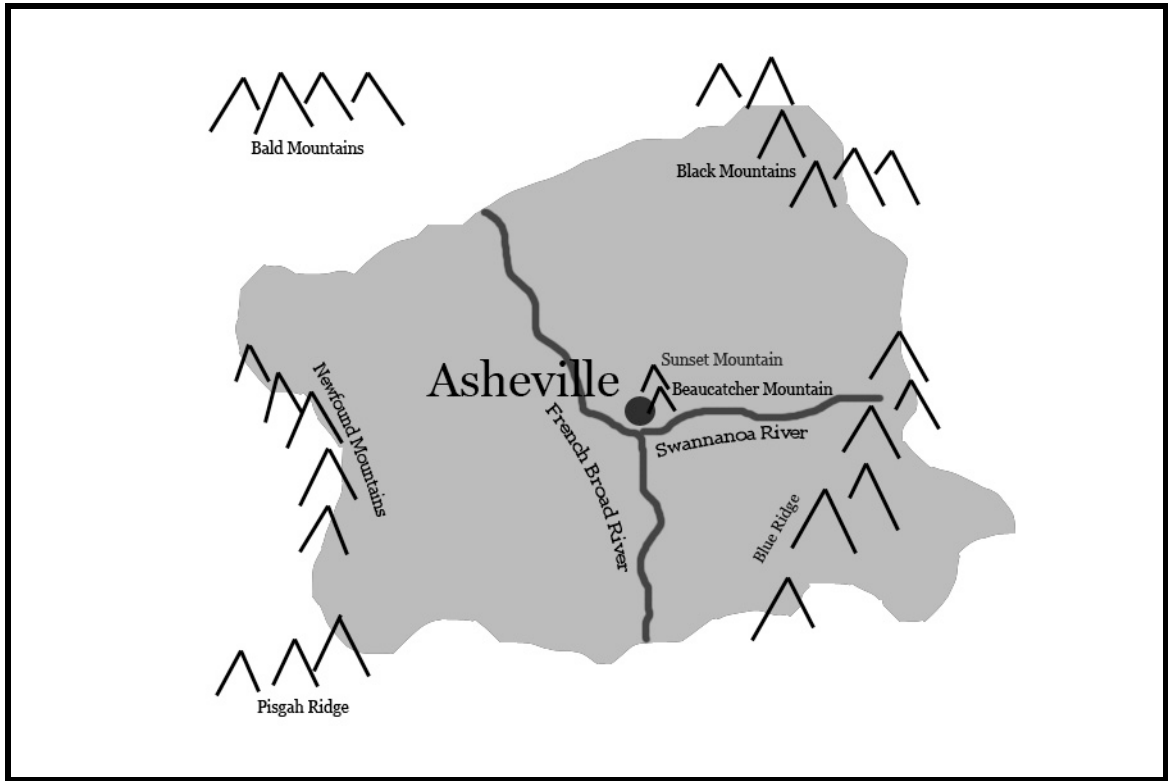 Bald Mountains
Black Mountains
Sunset Mountain
Asheville
Beaucatcher Mountain
Newfound Mountains
French Broad River
Swannanoa River
Blue Ridge
Pisgah Ridge